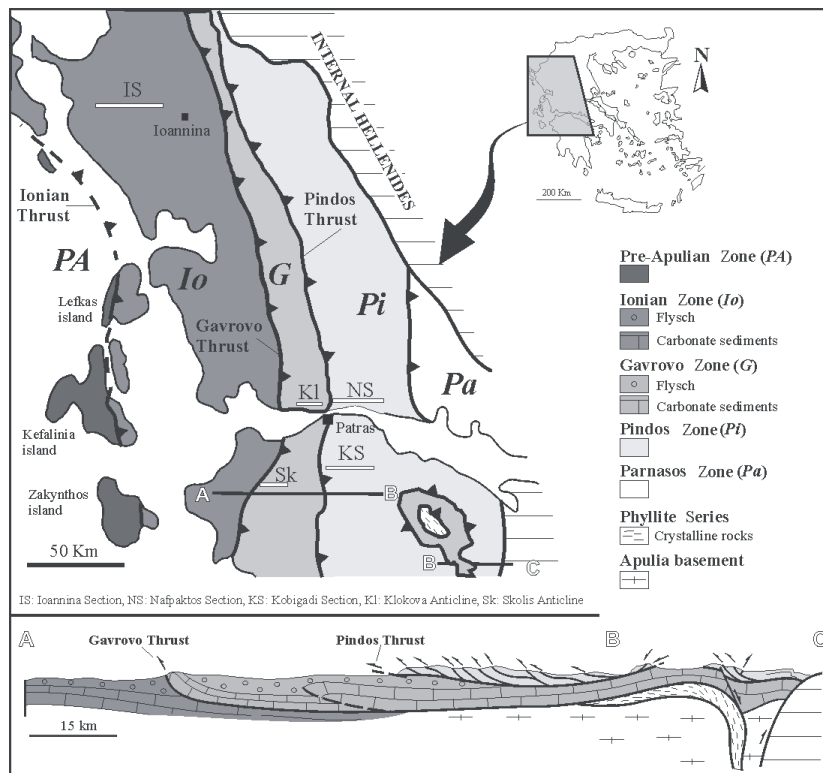 IS
Ioannina
INTERNAL HELLENIDES
N
200 Km
Ionian
Thrust
Pindos
Thrust
PA
Io
G
Pi
Lefkas
island
Gavrovo
Thrust
Pa
Kl
NS
Patras
Kefalinia
island
KS
Sk
A
B
Zakynthos
island
B
C
50 Km
Pre-Apulian Zone (PA)
Ionian Zone (Io)
Flysch
Carbonate sediments
Gavrovo Zone (G)
Flysch
Carbonate sediments
Pindos Zone (Pi)
Parnasos Zone (Pa)
Phyllite Series
Crystalline rocks
Apulia basement
IS: Ioannina Section, NS: Nafpaktos Section, KS: Kobigadi Section, Kl: Klokova Anticline, Sk: Skolis Anticline
A
Gavrovo Thrust
Pindos Thrust
B
C
15 km